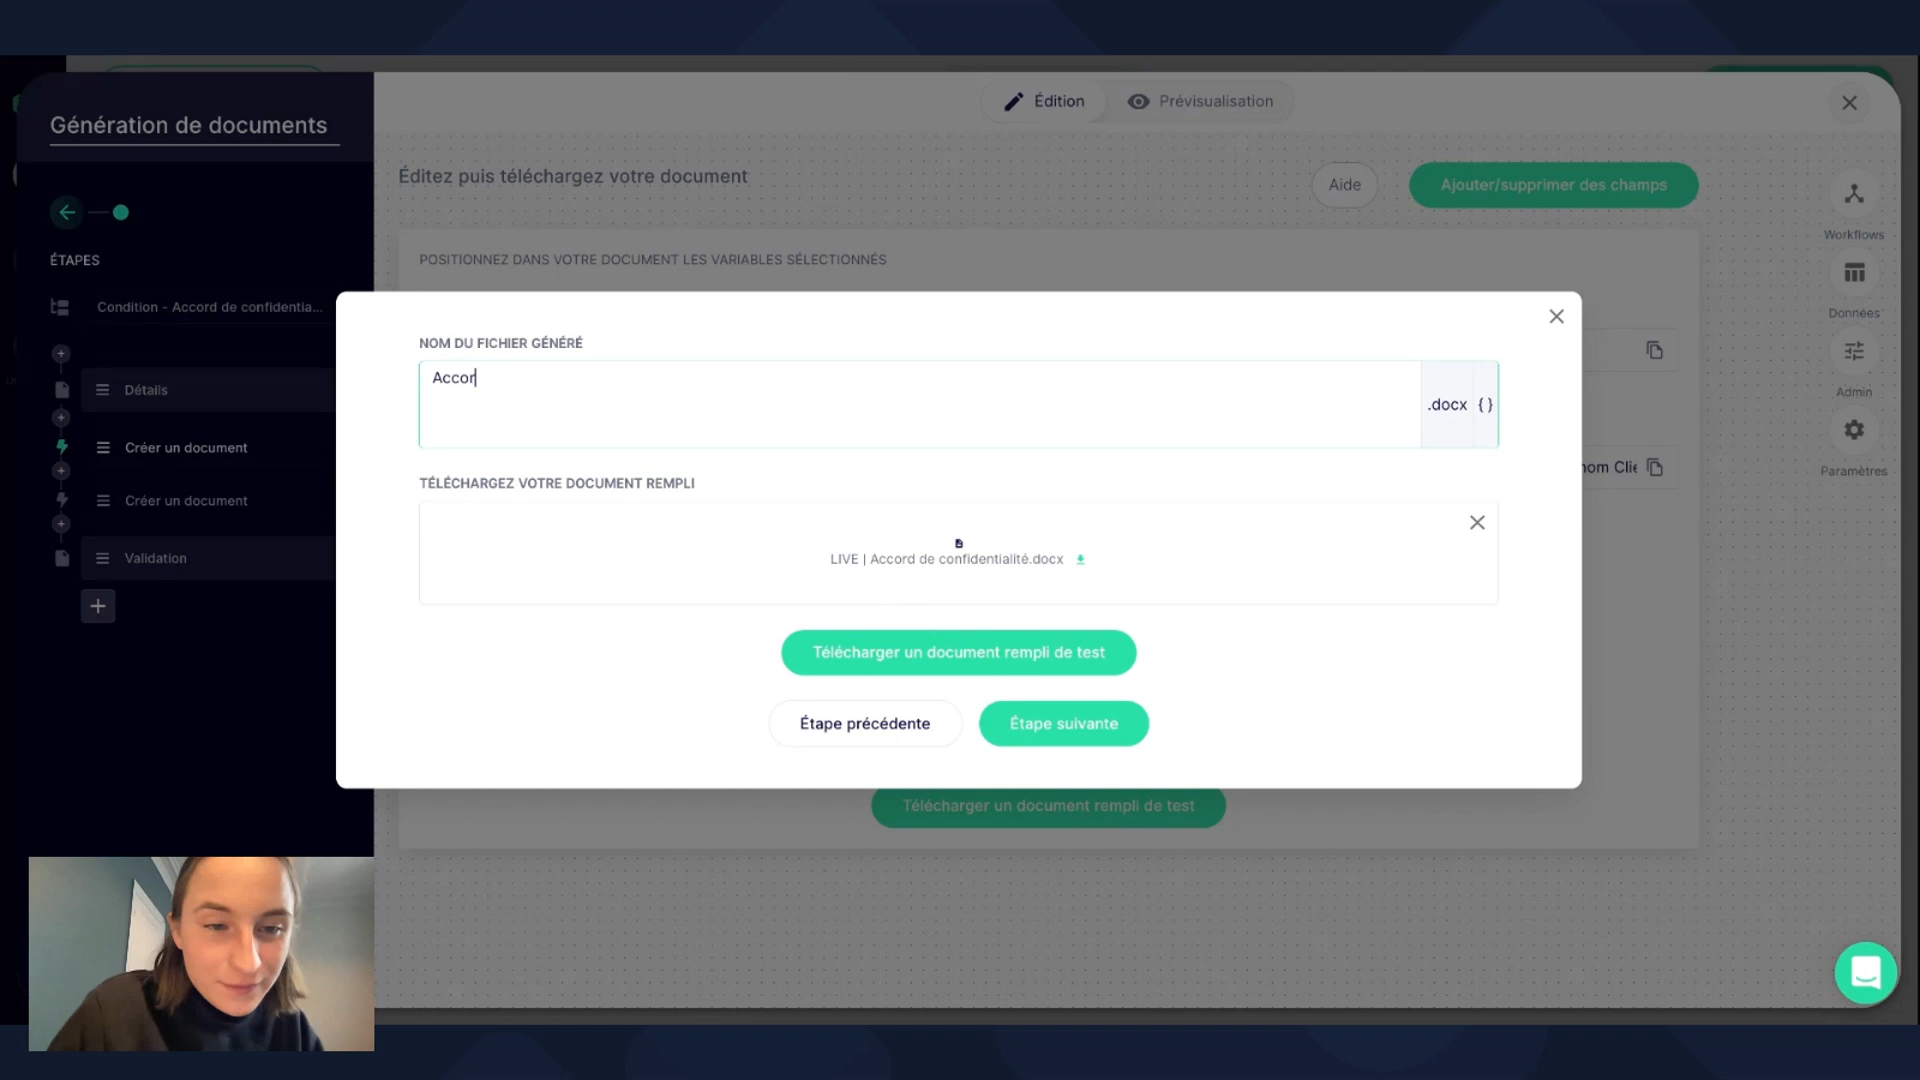 Génération de documents
Édition
Prévisualisation
Éditez puis téléchargez votre document
Aide
Ajouter/supprimer des champs
ÉTAPES
POSITIONNEZ DANS VOTRE DOCUMENT LES VARIABLES SÉLECTIONNÉS
Workflows
Condition - Accord de confidentia...
Données
NOM DU FICHIER GÉNÉRÉ
Accor
.docx { }
Détails
Admin
Créer un document
nom Clie
Paramètres
TÉLÉCHARGEZ VOTRE DOCUMENT REMPLI
Créer un document
LIVE | Accord de confidentialité.docx
Validation
Télécharger un document rempli de test
Étape précédente
Étape suivante
Télécharger un document rempli de test